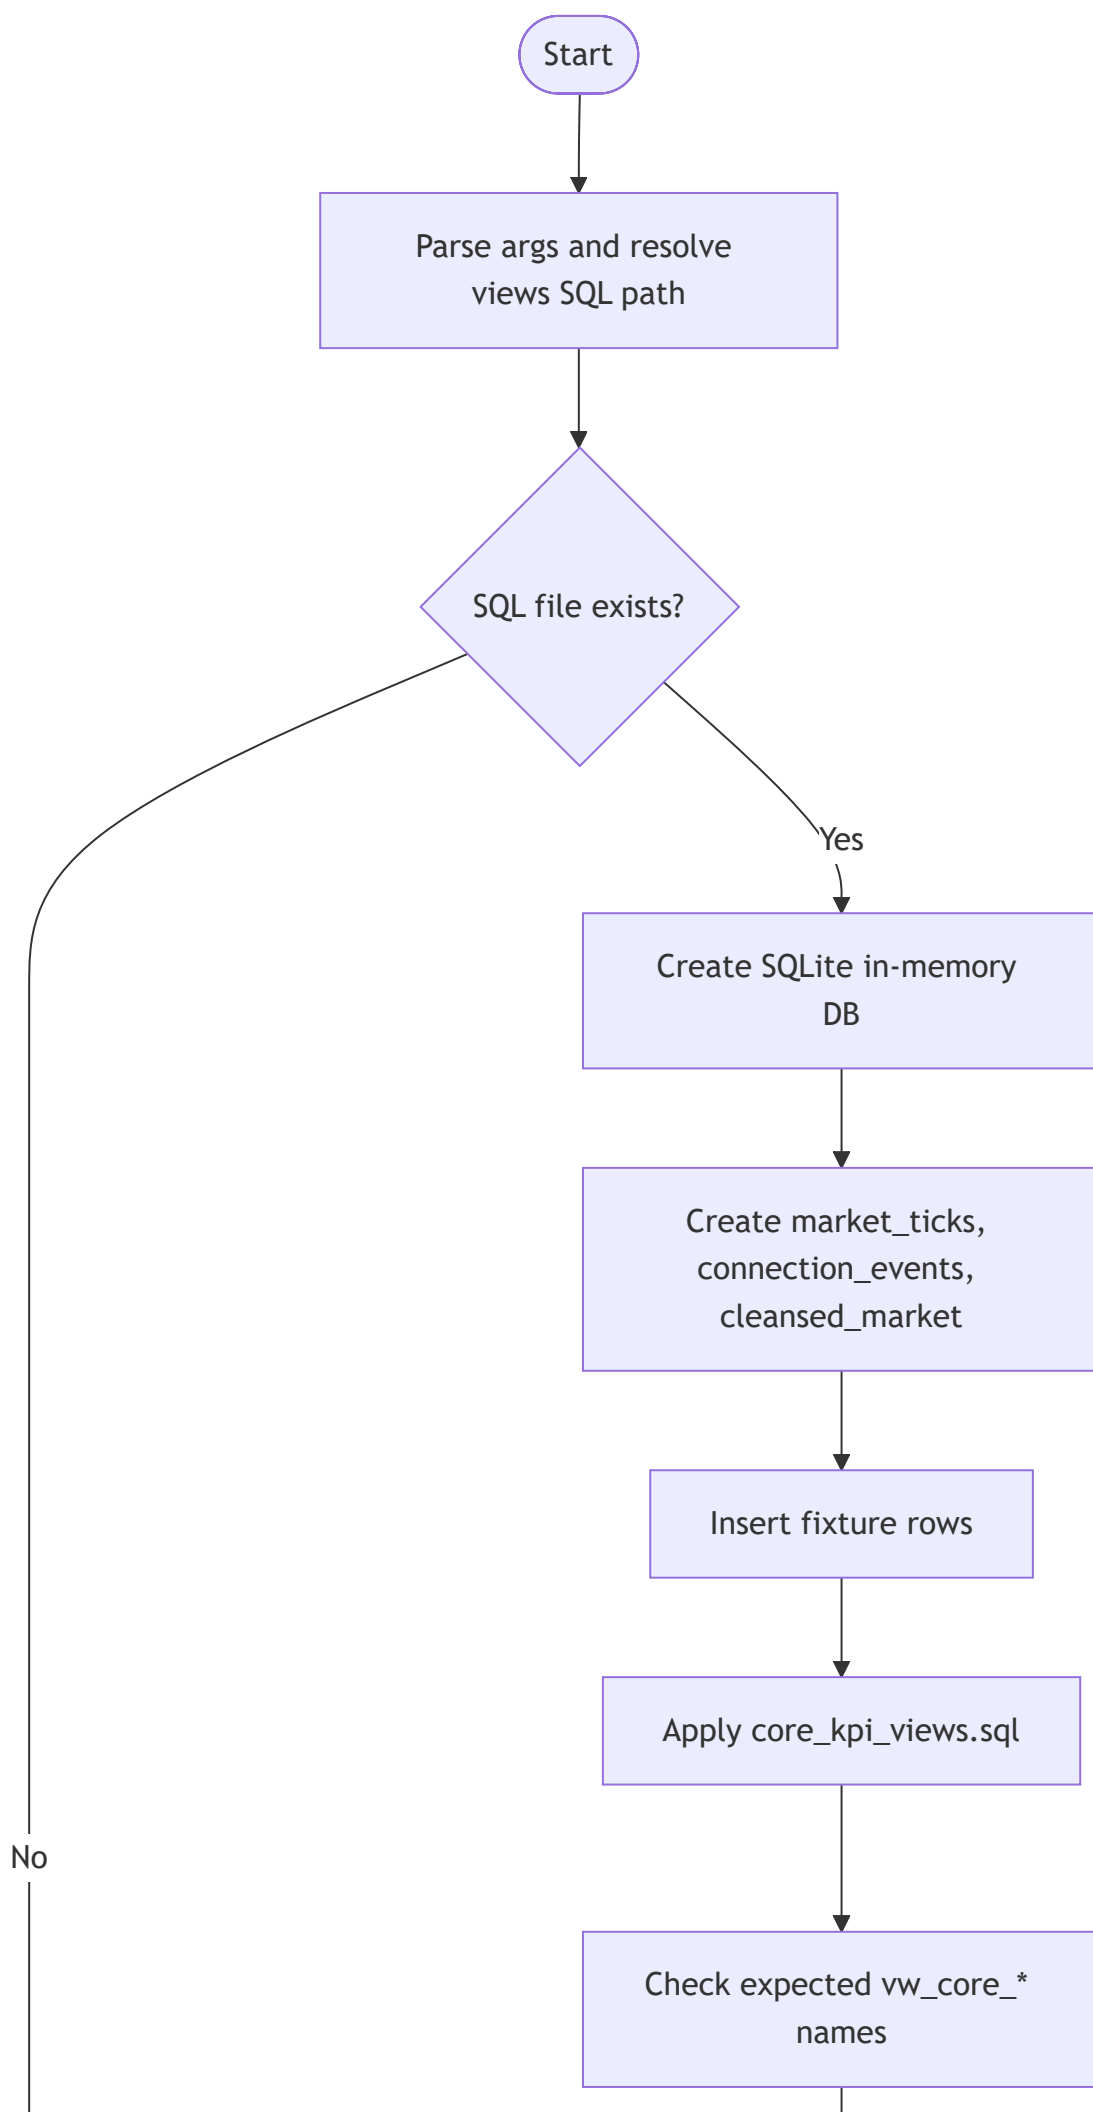 Start
Parse args and resolve
views SQL path
SQL file exists?
Yes
Create SQLite in-memory
DB
Create market_ticks,
connection_events,
cleansed_market
Insert fixture rows
Apply core_kpi_views.sql
No
Check expected vw_core_*
names